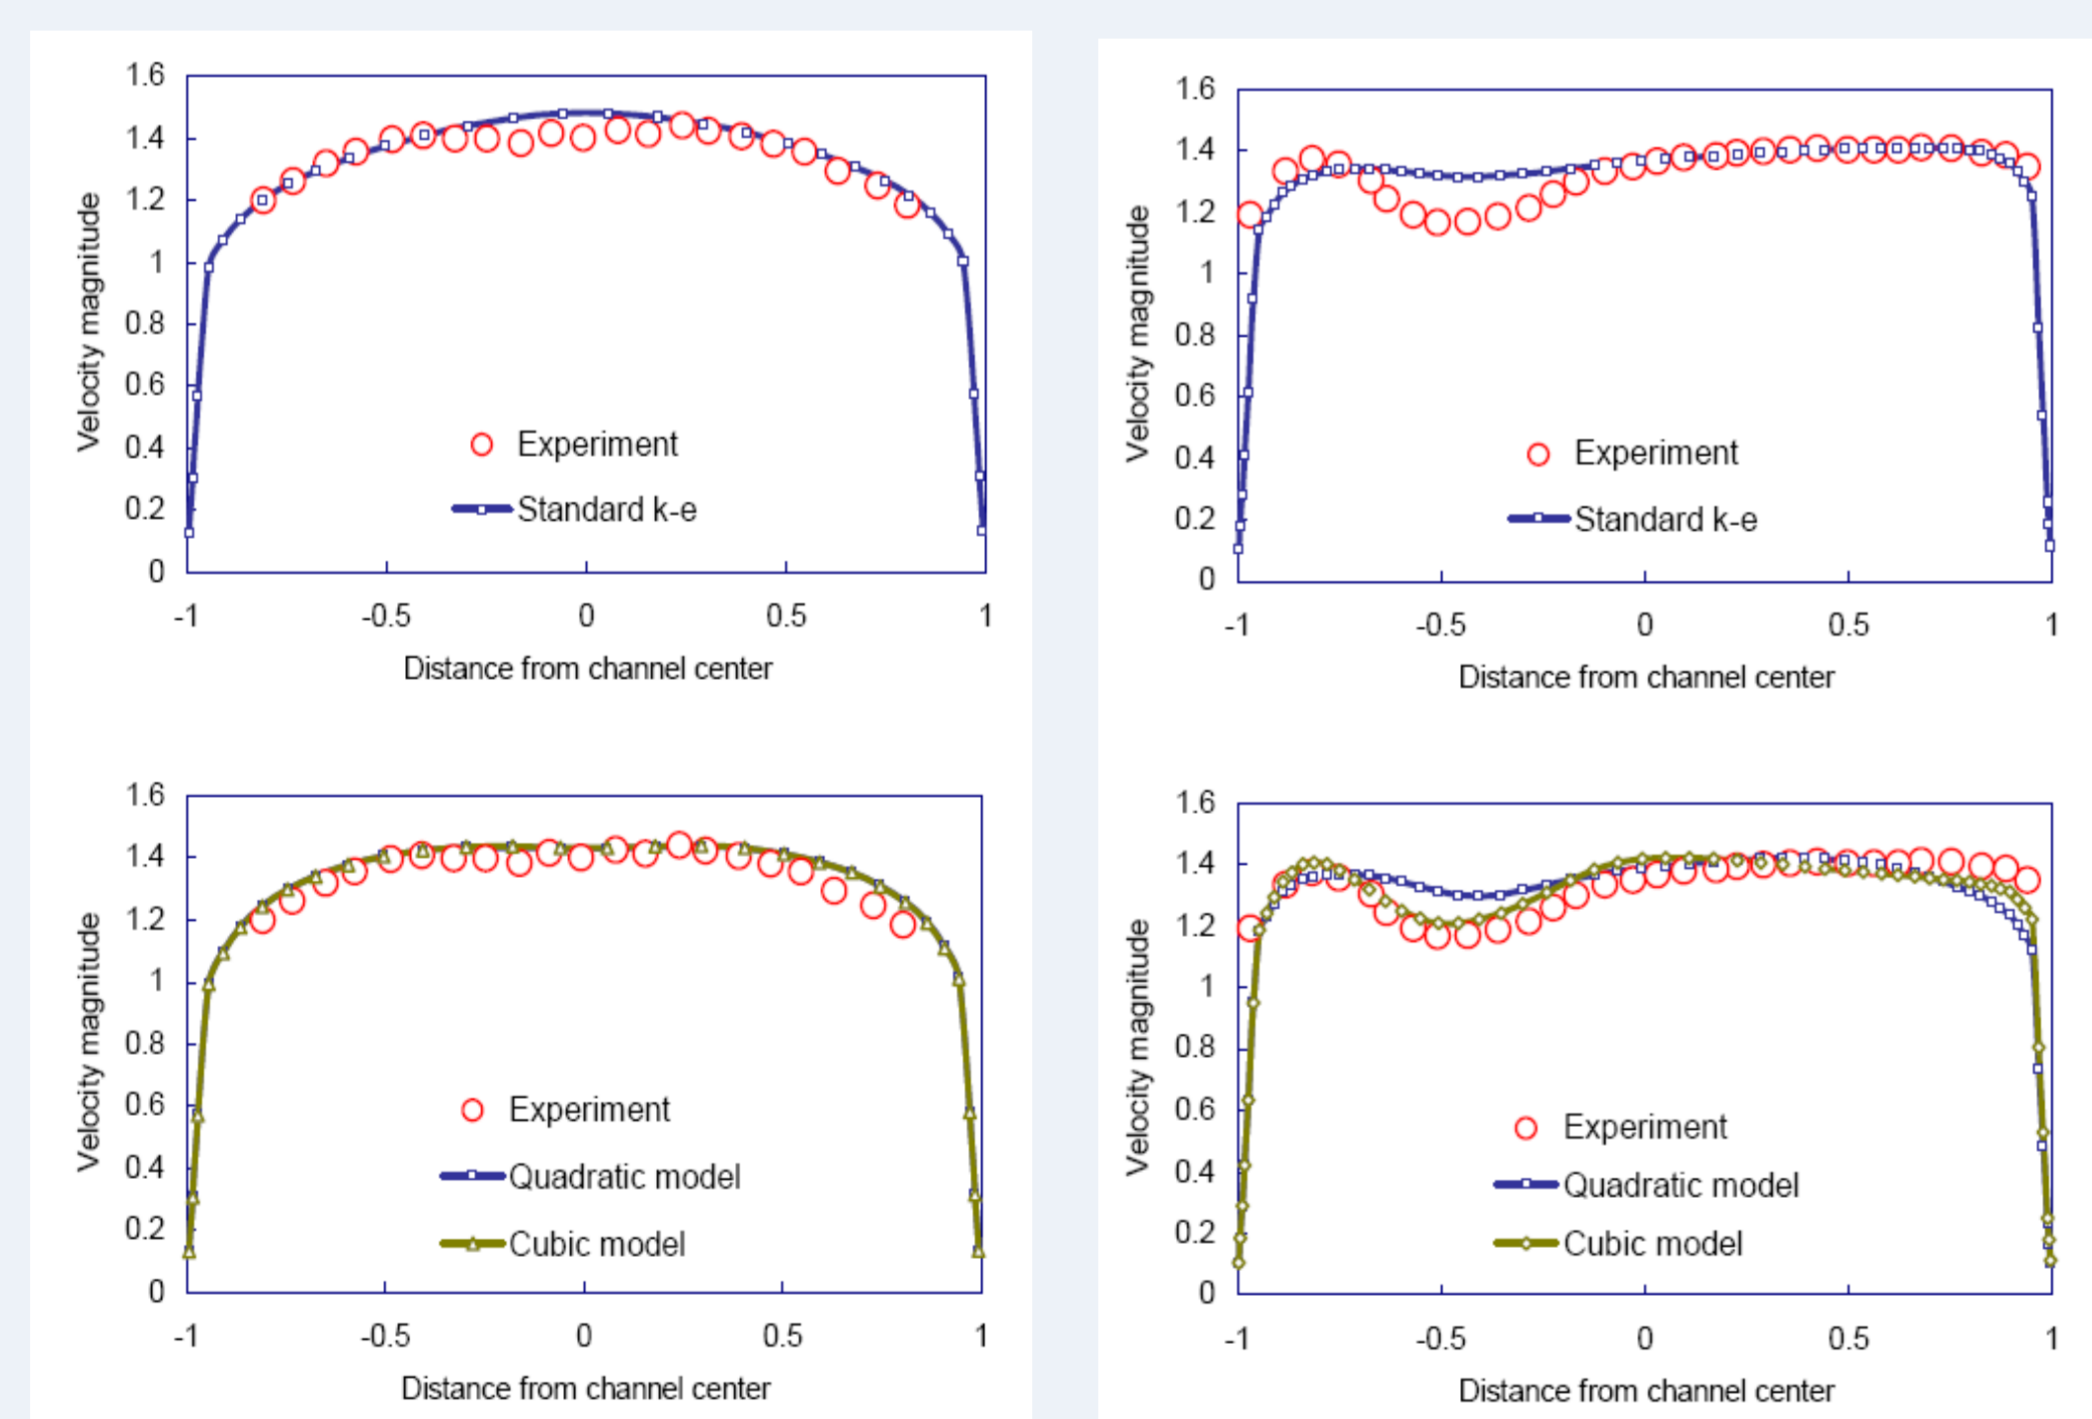 1.6
1.4
1.2
1
0.8
0.6
0.4
0.2
0
Velocity magnitude
Experiment
Standard k-e
-1 -0.5 0 0.5 1
Distance from channel center
1.6
1.4
1.2
1
0.8
0.6
0.4
0.2
0
Velocity magnitude
Experiment
Standard k-e
-1 -0.5 0 0.5 1
Distance from channel center
1.6
1.4
1.2
1
0.8
0.6
0.4
0.2
0
Velocity magnitude
Experiment
Quadratic model
Cubic model
-1 -0.5 0 0.5 1
Distance from channel center
1.6
1.4
1.2
1
0.8
0.6
0.4
0.2
0
Velocity magnitude
Experiment
Quadratic model
Cubic model
-1 -0.5 0 0.5 1
Distance from channel center